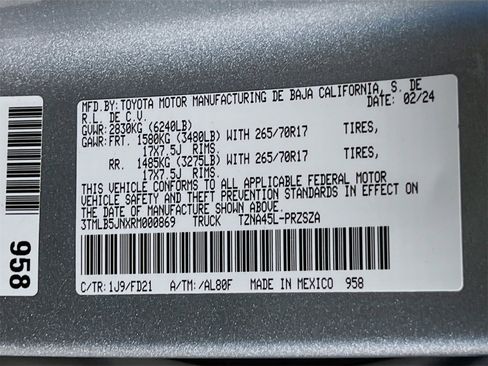 MFD.BY: TOYOTA MOTOR MANUFACTURING DE BAJA CALIFORNIA, S. DE
R.L. DE C.V. DATE: 02/24
GVWR: 2830KG (6240LB)
GAWR: FRT. 1580KG (3480LB) WITH 265/70R17 TIRES,
17X7.5J RIMS.
RR. 1485KG (3275LB) WITH 265/70R17 TIRES,
17X7.5J RIMS.
THIS VEHICLE CONFORMS TO ALL APPLICABLE FEDERAL MOTOR
VEHICLE SAFETY AND THEFT PREVENTION STANDARDS IN EFFECT ON
THE DATE OF MANUFACTURE SHOWN ABOVE.
3TMLB5JNXRM000869 TRUCK TZNA45L-PRZSZA
C/TR: 1J9/FD21 A/TM: /AL80F MADE IN MEXICO 958
958